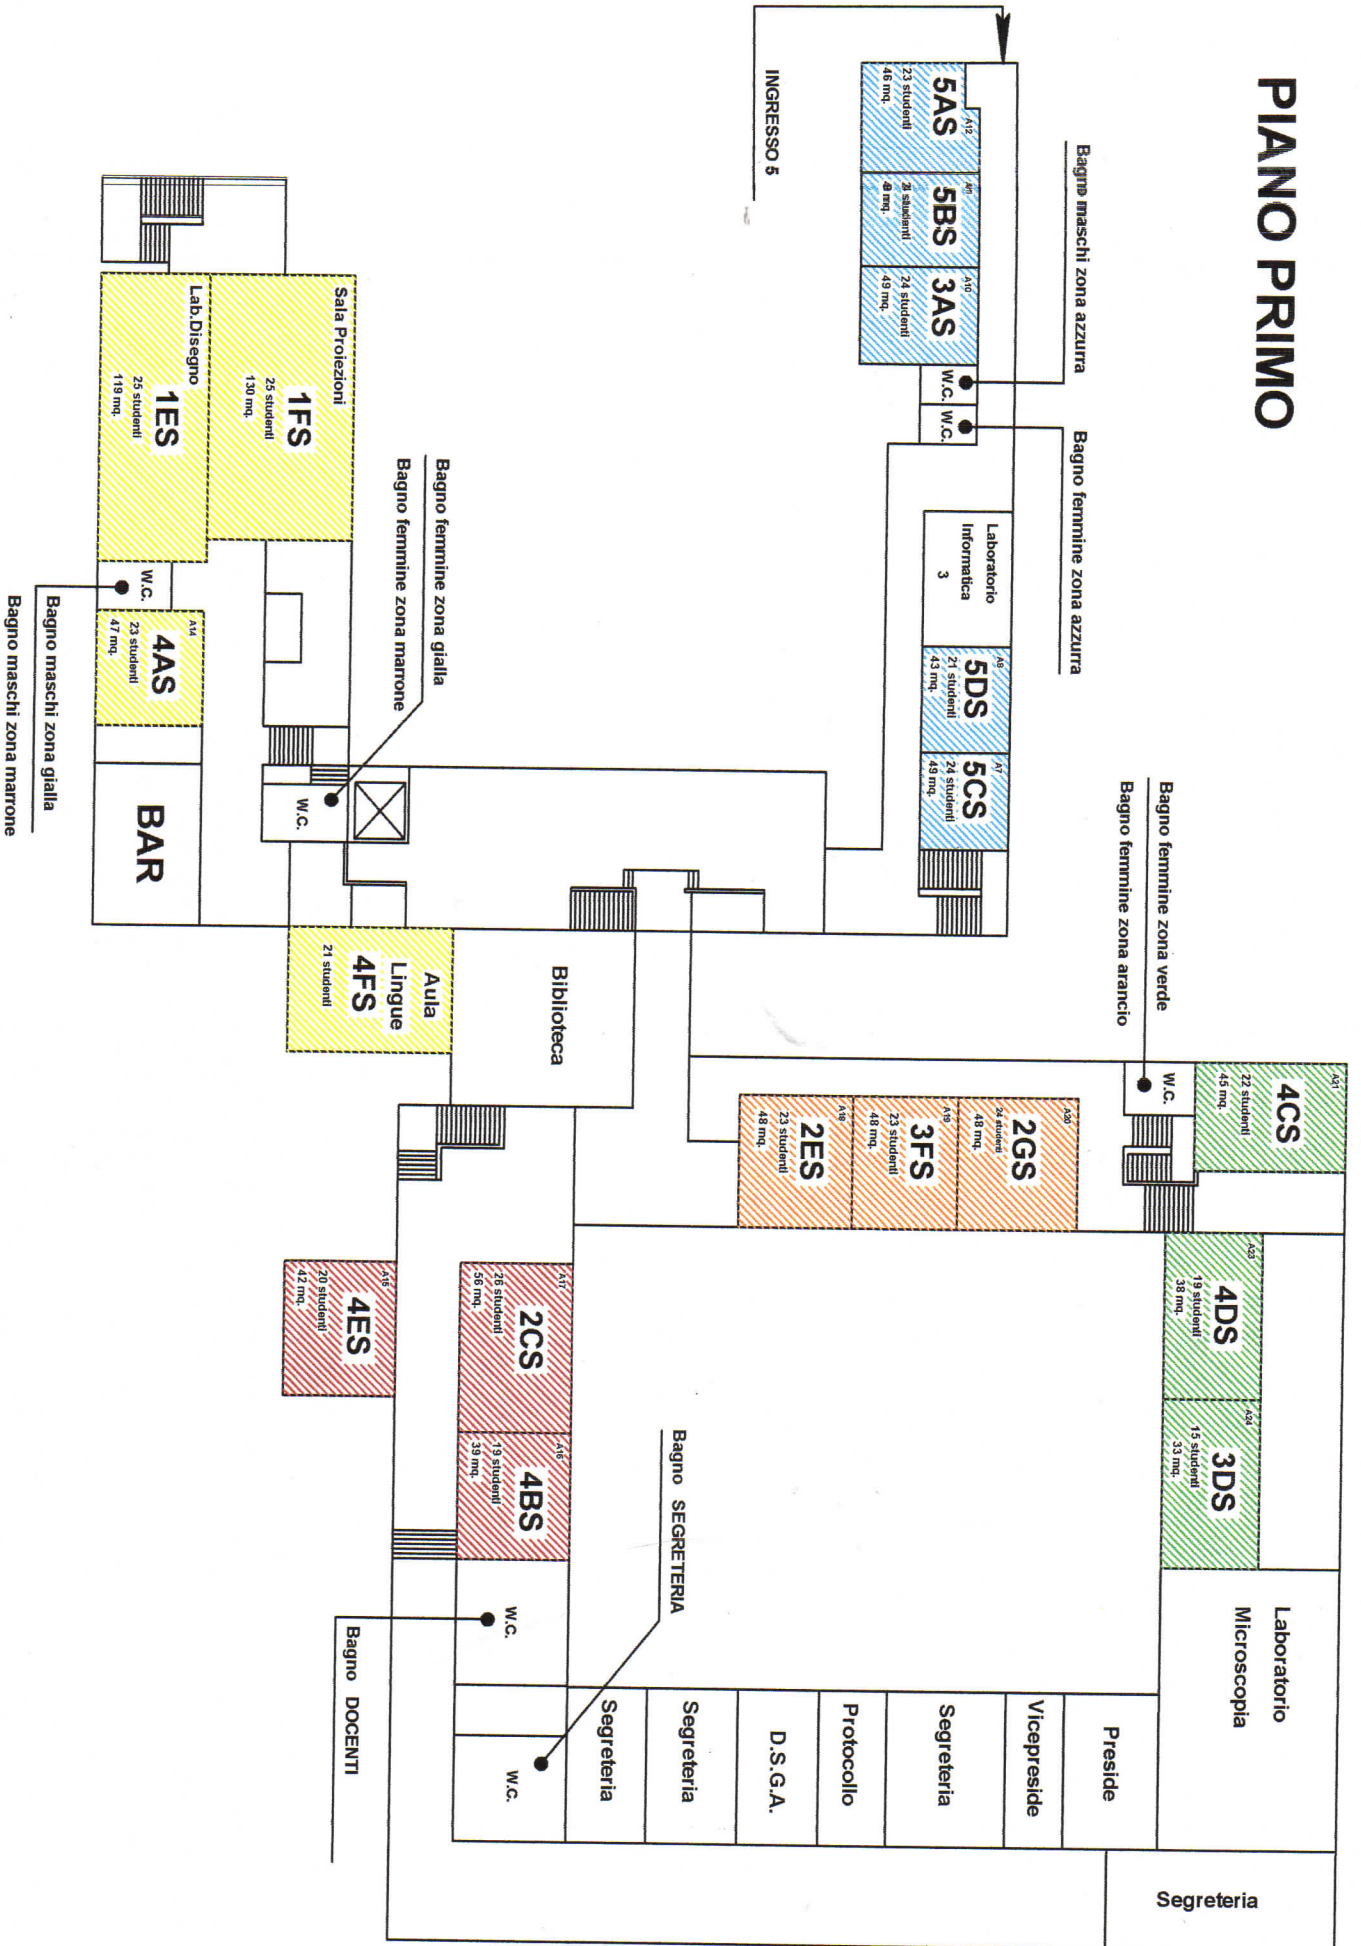 PIANO PRIMO
INGRESSO 5
A12
5AS
23 studenti
46 mq.
5BS
49 mq.
A10
3AS
24 studenti
49 mq.
Bagno maschi zona azzurra
W.C.
W.C.
Bagno femmine zona azzurra
Laboratorio
Informatica
3
A8
5DS
21 studenti
43 mq.
A7
5CS
24 studenti
49 mq.
Bagno femmine zona verde
Bagno femmine zona arancio
W.C.
A21
4CS
22 studenti
45 mq.
A20
2GS
24 studenti
48 mq.
A19
3FS
23 studenti
48 mq.
A18
2ES
23 studenti
48 mq.
A23
4DS
19 studenti
38 mq.
A24
3DS
15 studenti
33 mq.
Laboratorio
Microscopia
Segreteria
Preside
Vicepreside
Segreteria
Protocollo
D.S.G.A.
Segreteria
Segreteria
W.C.
Bagno SEGRETERIA
W.C.
Bagno DOCENTI
A17
2CS
26 studenti
56 mq.
A16
4BS
19 studenti
39 mq.
A15
4ES
20 studenti
42 mq.
Biblioteca
Aula
Lingue
4FS
21 studenti
Sala Proiezioni
1FS
25 studenti
130 mq.
Lab.Disegno
1ES
25 studenti
119 mq.
W.C.
A14
4AS
23 studenti
47 mq.
BAR
W.C.
Bagno femmine zona gialla
Bagno femmine zona marrone
Bagno maschi zona gialla
Bagno maschi zona marrone